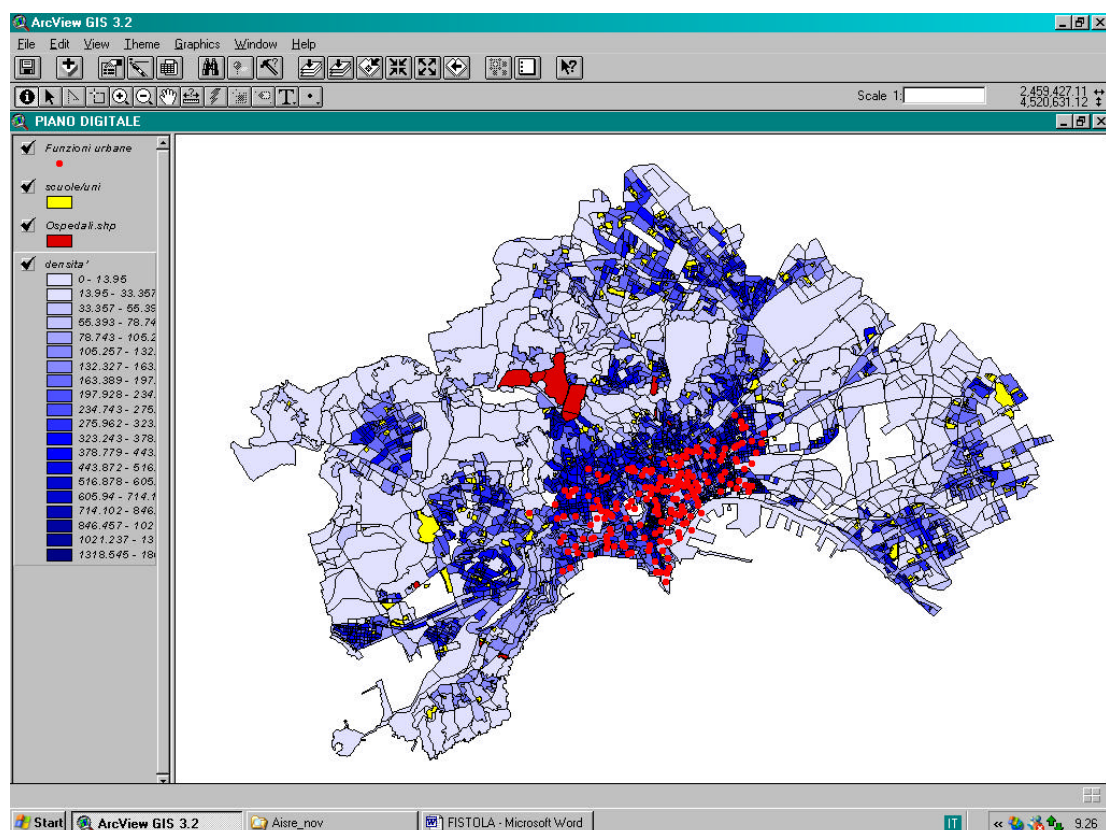 ArcView GIS 3.2
File Edit View Theme Graphics Window Help
Scale 1:
2,459,427.11
4,520,631.12
PIANO DIGITALE
Funzioni urbane
scuole/uni
Ospedali.shp
densita'
0 - 13.95
13.95 - 33.357
33.357 - 55.39
55.393 - 78.74
78.743 - 105.2
105.257 - 132.
132.327 - 163.
163.389 - 197.
197.928 - 234.
234.743 - 275.
275.962 - 323.
323.243 - 378.
378.779 - 443.
443.872 - 516.
516.878 - 605.
605.94 - 714.1
714.102 - 846.
846.457 - 102
1021.237 - 13
1318.545 - 18
Start ArcView GIS 3.2 Aisre_nov FISTOLA - Microsoft Word IT « 9.26